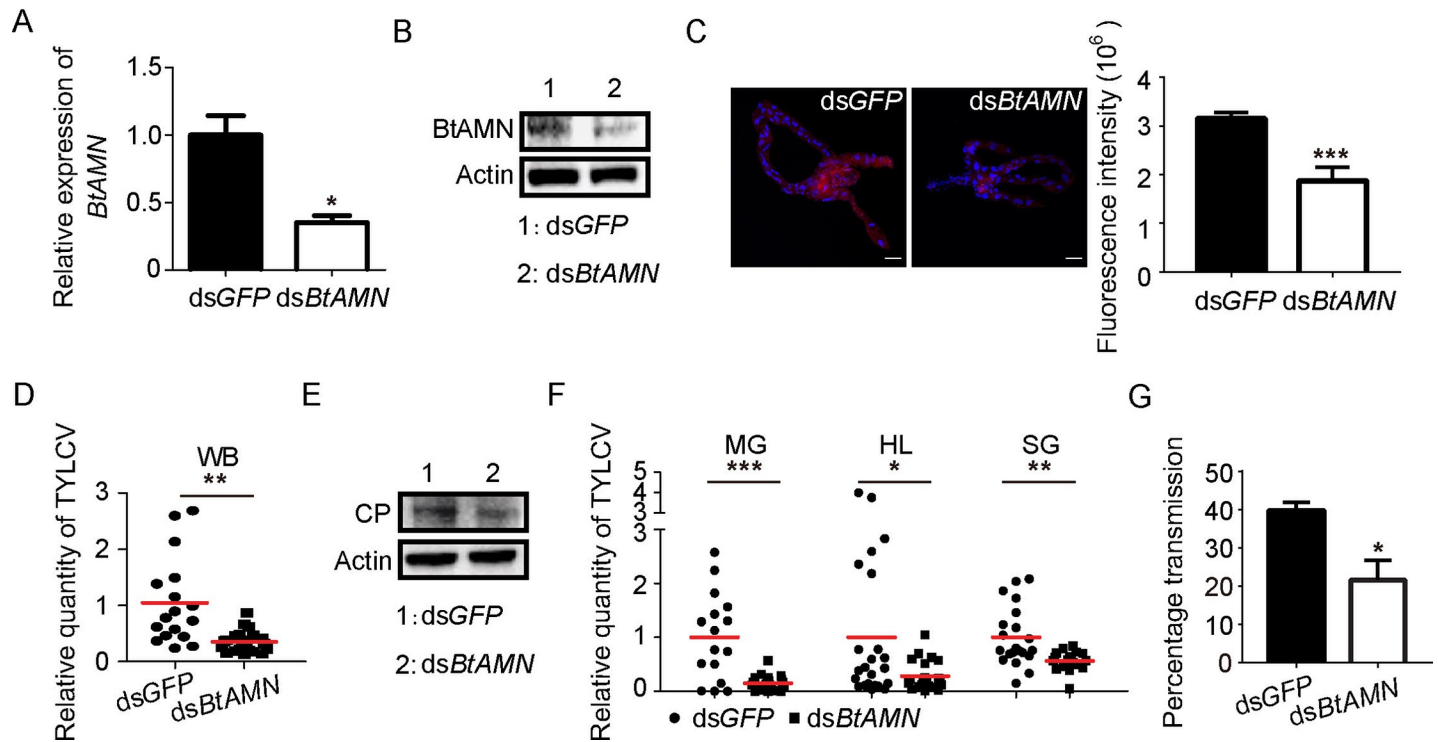 A
Relative expression of
BtAMN
1.5
1.0
0.5
0
*
dsGFP dsBtAMN
B
1 2
BtAMN
Actin
1: dsGFP
2: dsBtAMN
C
dsGFP
dsBtAMN
Fluorescence intensity (10⁶)
4
3
2
1
0
***
dsGFP dsBtAMN
D
Relative quantity of TYLCV
WB
**
3
2
1
0
dsGFP
dsBtAMN
E
1 2
CP
Actin
1: dsGFP
2: dsBtAMN
F
Relative quantity of TYLCV
MG HL SG
*** * **
5
4
3
3
2
1
0
dsGFP dsBtAMN
G
Percentage transmission
50
40
30
20
10
0
*
dsGFP
dsBtAMN